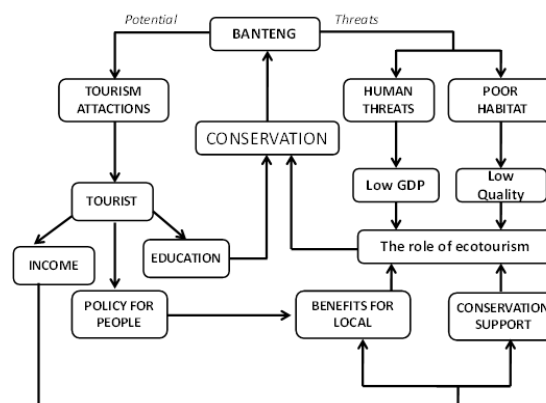 Potential
BANTENG
Threats
TOURISM
ATTACTIONS
HUMAN
THREATS
POOR
HABITAT
CONSERVATION
Low GDP
Low
Quality
TOURIST
INCOME
EDUCATION
The role of ecotourism
POLICY FOR
PEOPLE
BENEFITS FOR
LOCAL
CONSERVATION
SUPPORT